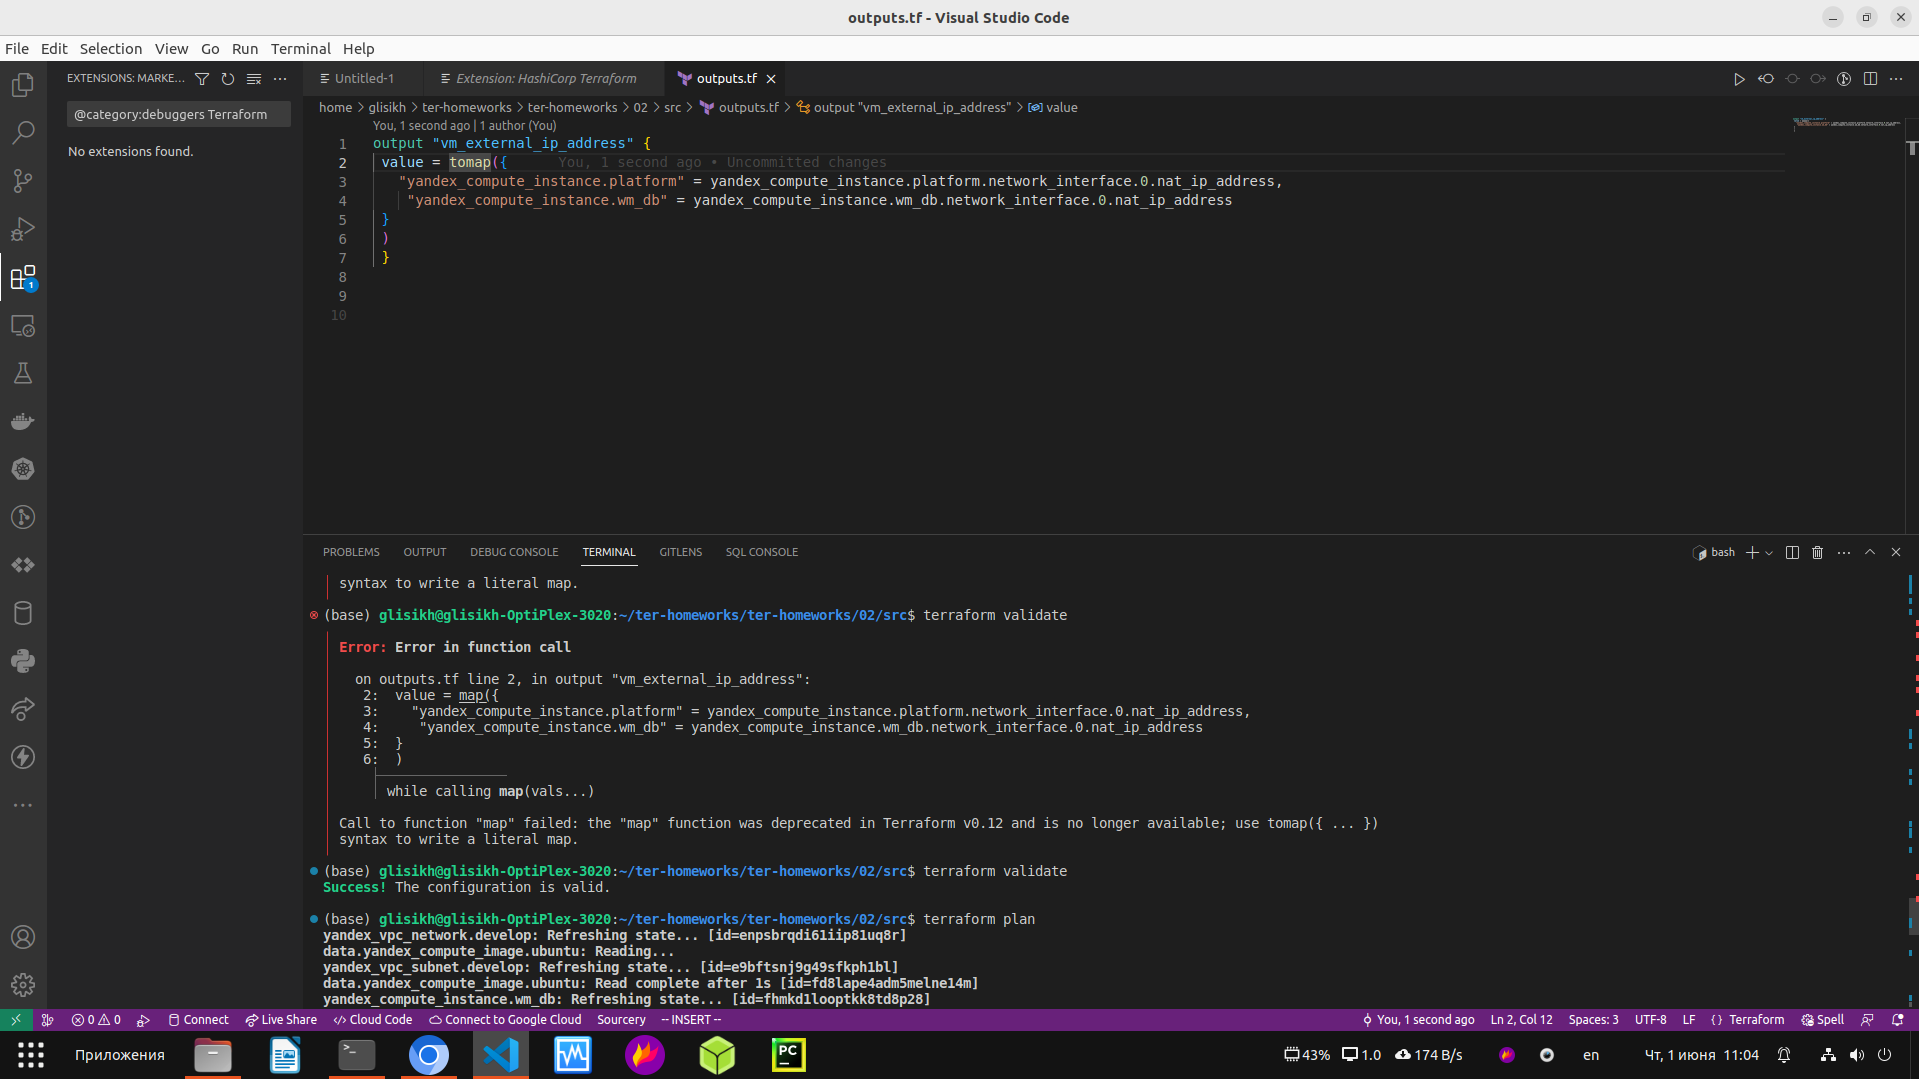 outputs.tf - Visual Studio Code
File Edit Selection View Go Run Terminal Help
EXTENSIONS: MARKE...
Untitled-1
Extension: HashiCorp Terraform
outputs.tf
@category:debuggers Terraform
No extensions found.
home > glisikh > ter-homeworks > ter-homeworks > 02 > src > outputs.tf > output "vm_external_ip_address" > value
You, 1 second ago | 1 author (You)
1 output "vm_external_ip_address" {
2 value = tomap({ You, 1 second ago • Uncommitted changes
3 "yandex_compute_instance.platform" = yandex_compute_instance.platform.network_interface.0.nat_ip_address,
4 "yandex_compute_instance.wm_db" = yandex_compute_instance.wm_db.network_interface.0.nat_ip_address
5 }
6 )
7 }
8
9
10
PROBLEMS OUTPUT DEBUG CONSOLE TERMINAL GITLENS SQL CONSOLE
bash
syntax to write a literal map.
(base) glisikh@glisikh-OptiPlex-3020:~/ter-homeworks/ter-homeworks/02/src$ terraform validate
Error: Error in function call
on outputs.tf line 2, in output "vm_external_ip_address":
2: value = map({
3: "yandex_compute_instance.platform" = yandex_compute_instance.platform.network_interface.0.nat_ip_address,
4: "yandex_compute_instance.wm_db" = yandex_compute_instance.wm_db.network_interface.0.nat_ip_address
5: }
6: )
while calling map(vals...)
Call to function "map" failed: the "map" function was deprecated in Terraform v0.12 and is no longer available; use tomap({ ... })
syntax to write a literal map.
(base) glisikh@glisikh-OptiPlex-3020:~/ter-homeworks/ter-homeworks/02/src$ terraform validate
Success! The configuration is valid.
(base) glisikh@glisikh-OptiPlex-3020:~/ter-homeworks/ter-homeworks/02/src$ terraform plan
yandex_vpc_network.develop: Refreshing state... [id=enpsbrqdi61iip81uq8r]
data.yandex_compute_image.ubuntu: Reading...
yandex_vpc_subnet.develop: Refreshing state... [id=e9bftsnj9g49sfkph1bl]
data.yandex_compute_image.ubuntu: Read complete after 1s [id=fd8lape4adm5melne14m]
yandex_compute_instance.wm_db: Refreshing state... [id=fhmkd1looptkk8td8p28]
0 0 Connect Live Share Cloud Code Connect to Google Cloud Sourcery -- INSERT -- You, 1 second ago Ln 2, Col 12 Spaces: 3 UTF-8 LF { } Terraform Spell
Приложения
PC
43% 1.0 174 B/s en Чт, 1 июня 11:04